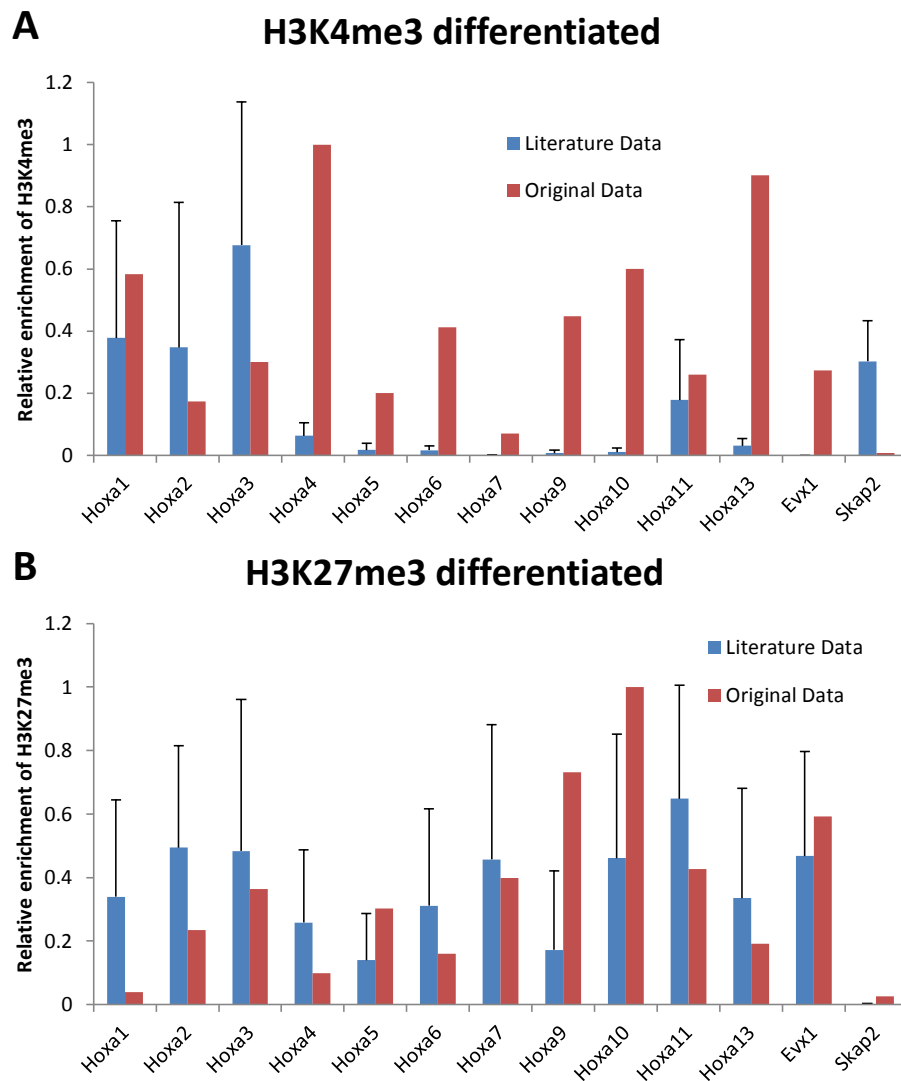 A
H3K4me3 differentiated
Relative enrichment of H3K4me3
1.2
1
0.8
0.6
0.4
0.2
0
Literature Data
Original Data
Hoxa1
Hoxa2
Hoxa3
Hoxa4
Hoxa5
Hoxa6
Hoxa7
Hoxa9
Hoxa10
Hoxa11
Hoxa13
Evx1
Skap2
B
H3K27me3 differentiated
Relative enrichment of H3K27me3
1.2
1
0.8
0.6
0.4
0.2
0
Literature Data
Original Data
Hoxa1
Hoxa2
Hoxa3
Hoxa4
Hoxa5
Hoxa6
Hoxa7
Hoxa9
Hoxa10
Hoxa11
Hoxa13
Evx1
Skap2